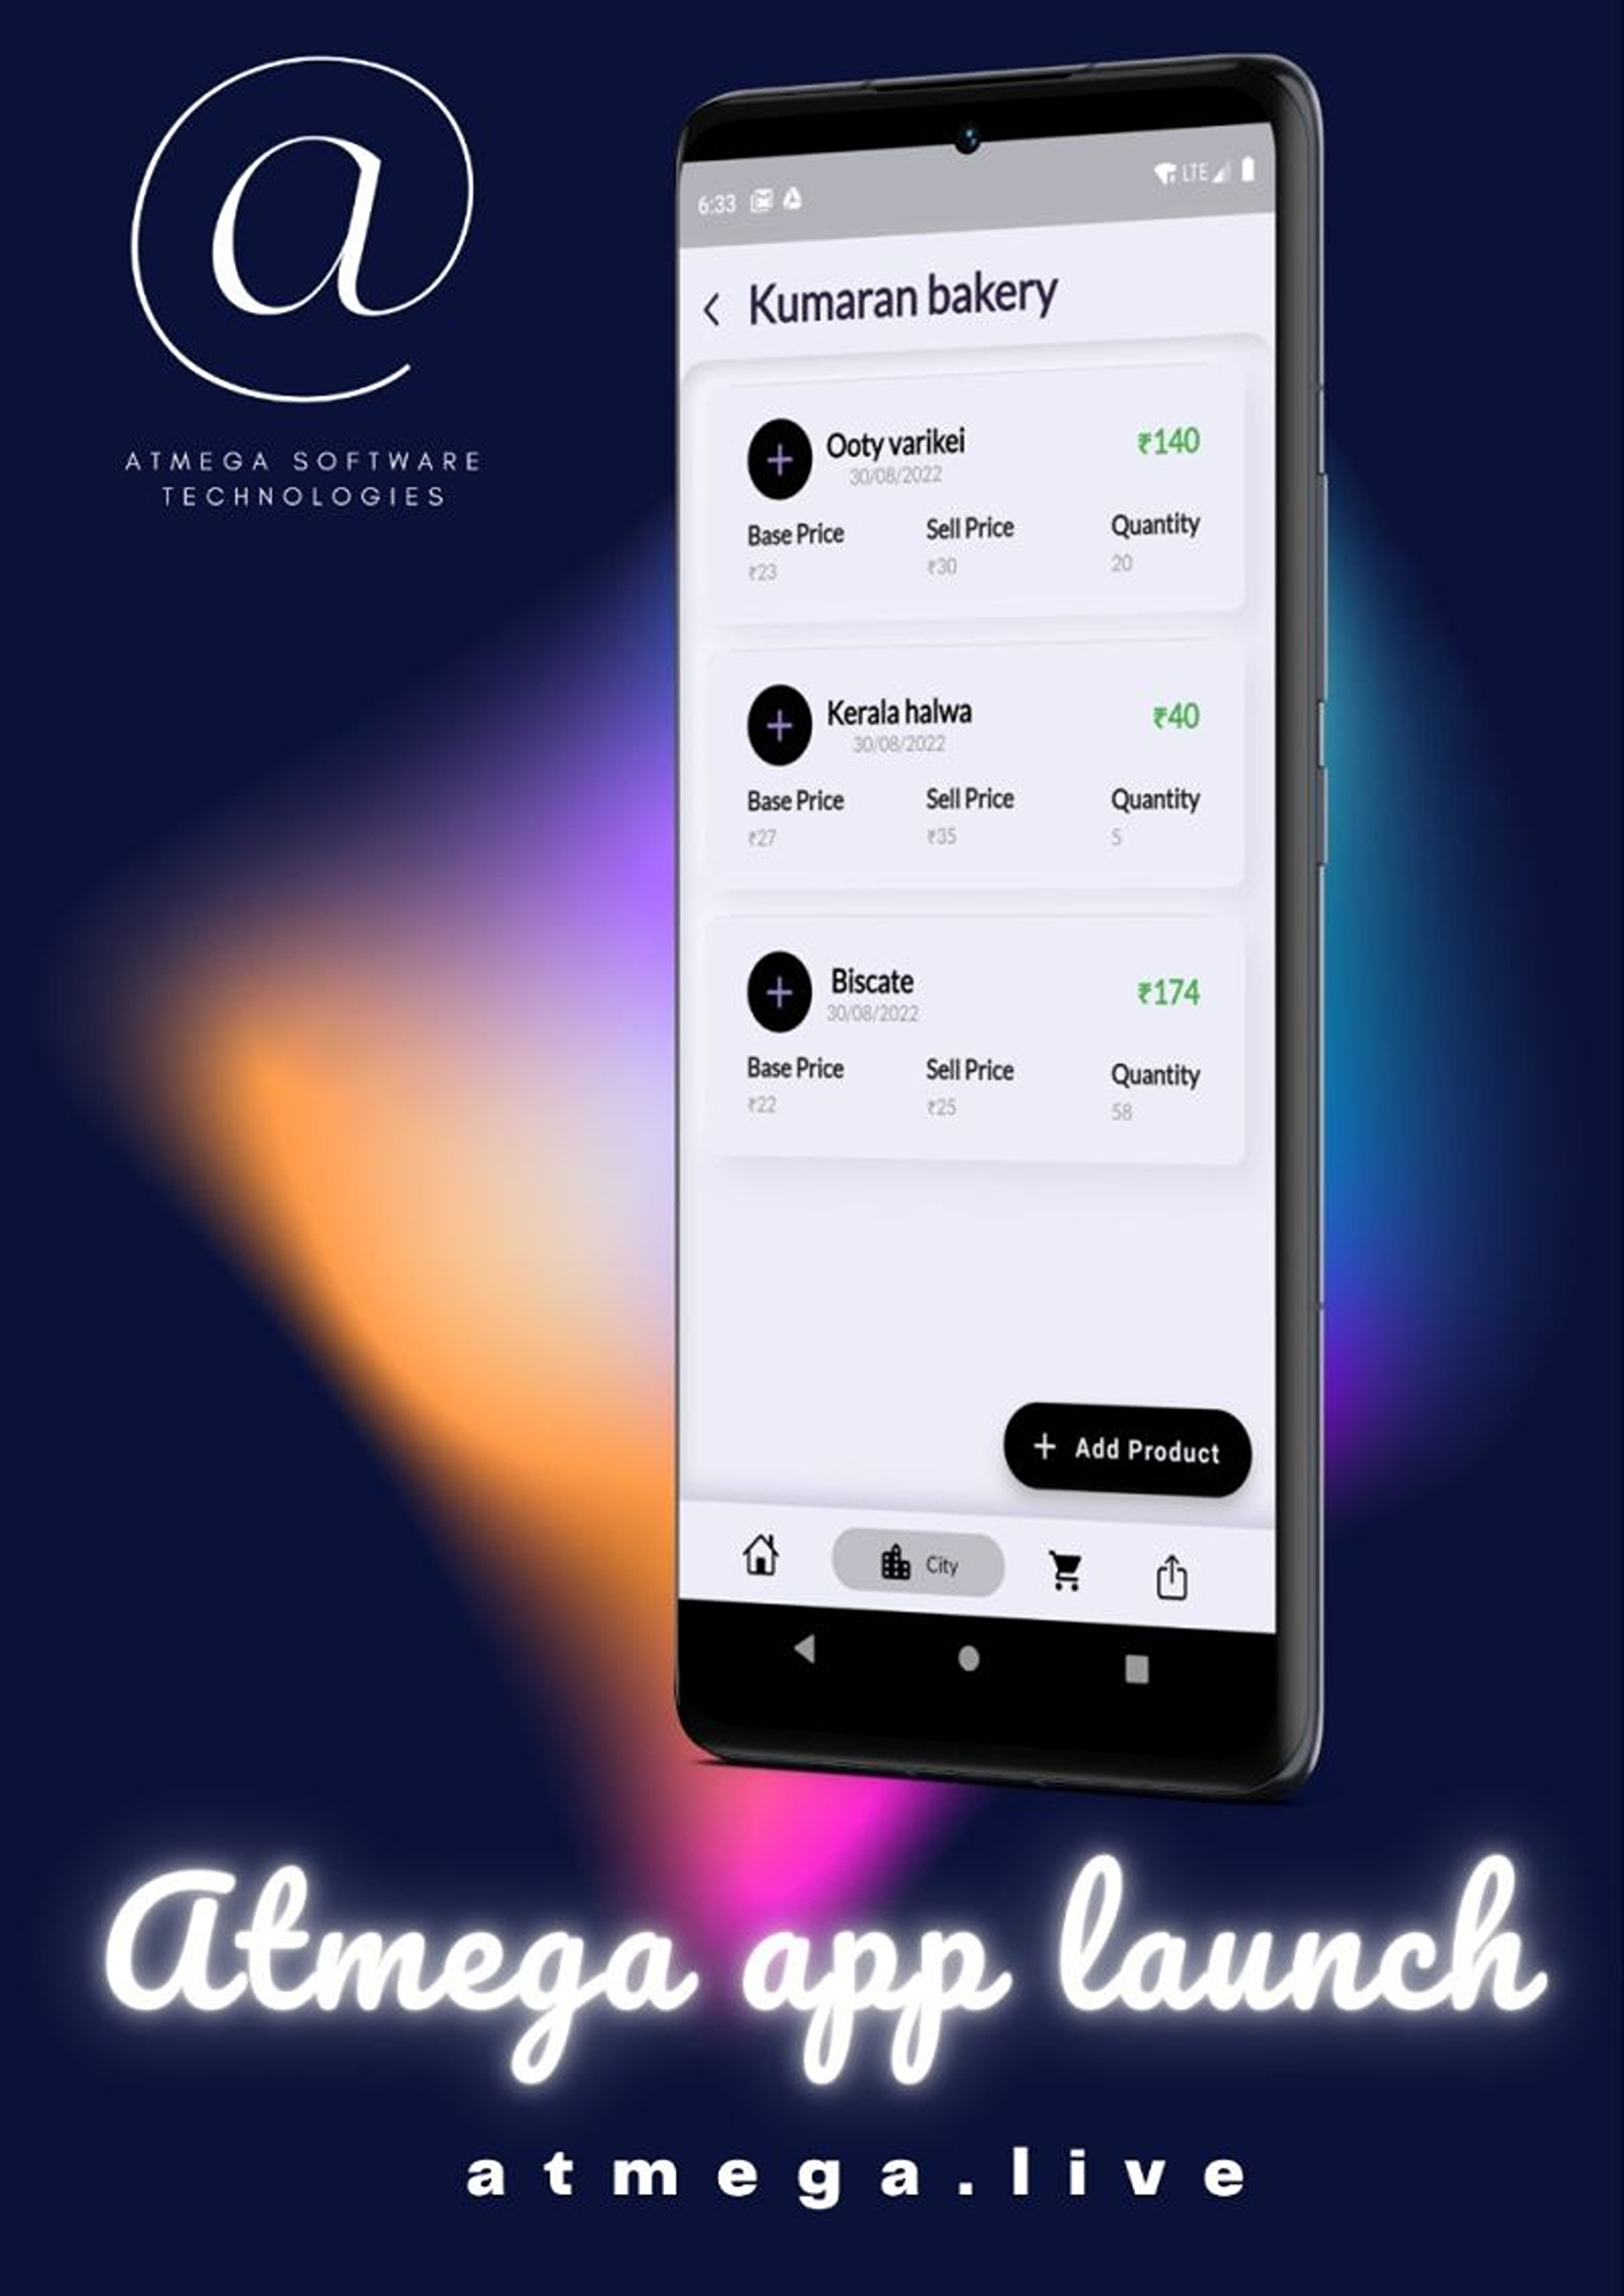 a
ATMEGA SOFTWARE
TECHNOLOGIES
6:33 LTE
Kumaran bakery
Ooty varikei ₹140
30/08/2022
Base Price Sell Price Quantity
₹23 ₹30 20
Kerala halwa ₹40
30/08/2022
Base Price Sell Price Quantity
₹27 ₹35 5
Biscate ₹174
30/08/2022
Base Price Sell Price Quantity
₹22 ₹25 58
+ Add Product
City
Atmega app launch
atmega.live